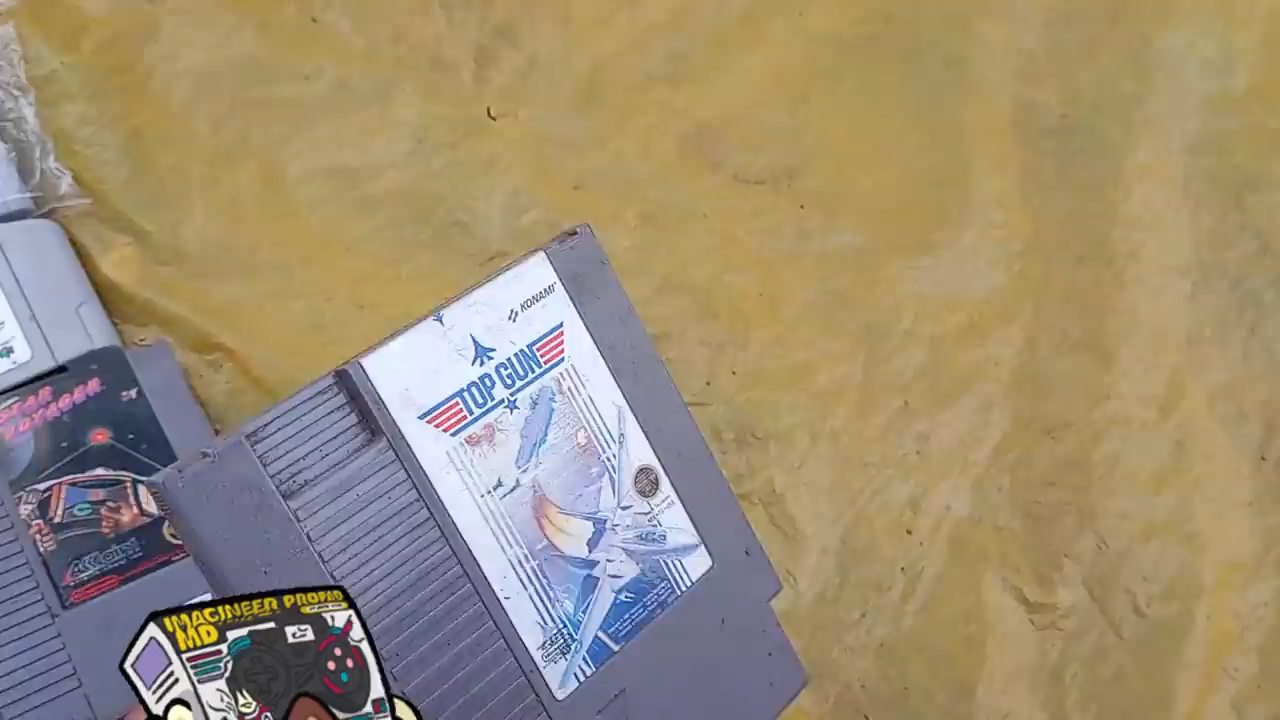 KONAMI
TOP GUN
STAR
VOYAGER
ACCLAIM
IMAGINEER PROPAD
MD